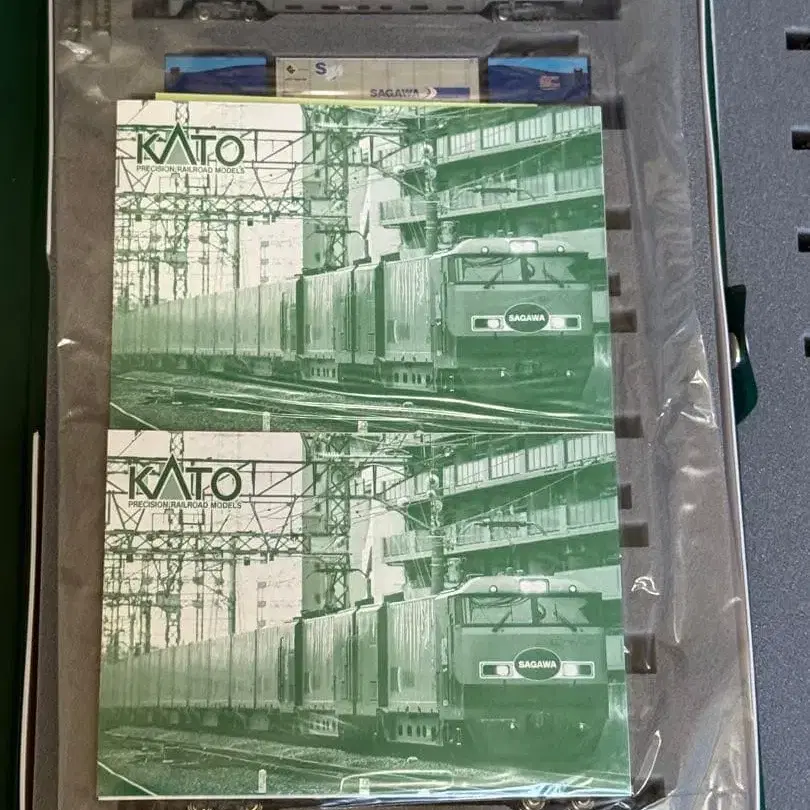 S
SAGAWA
KATO
PRECISION RAILROAD MODELS
SAGAWA
KATO
PRECISION RAILROAD MODELS
SAGAWA